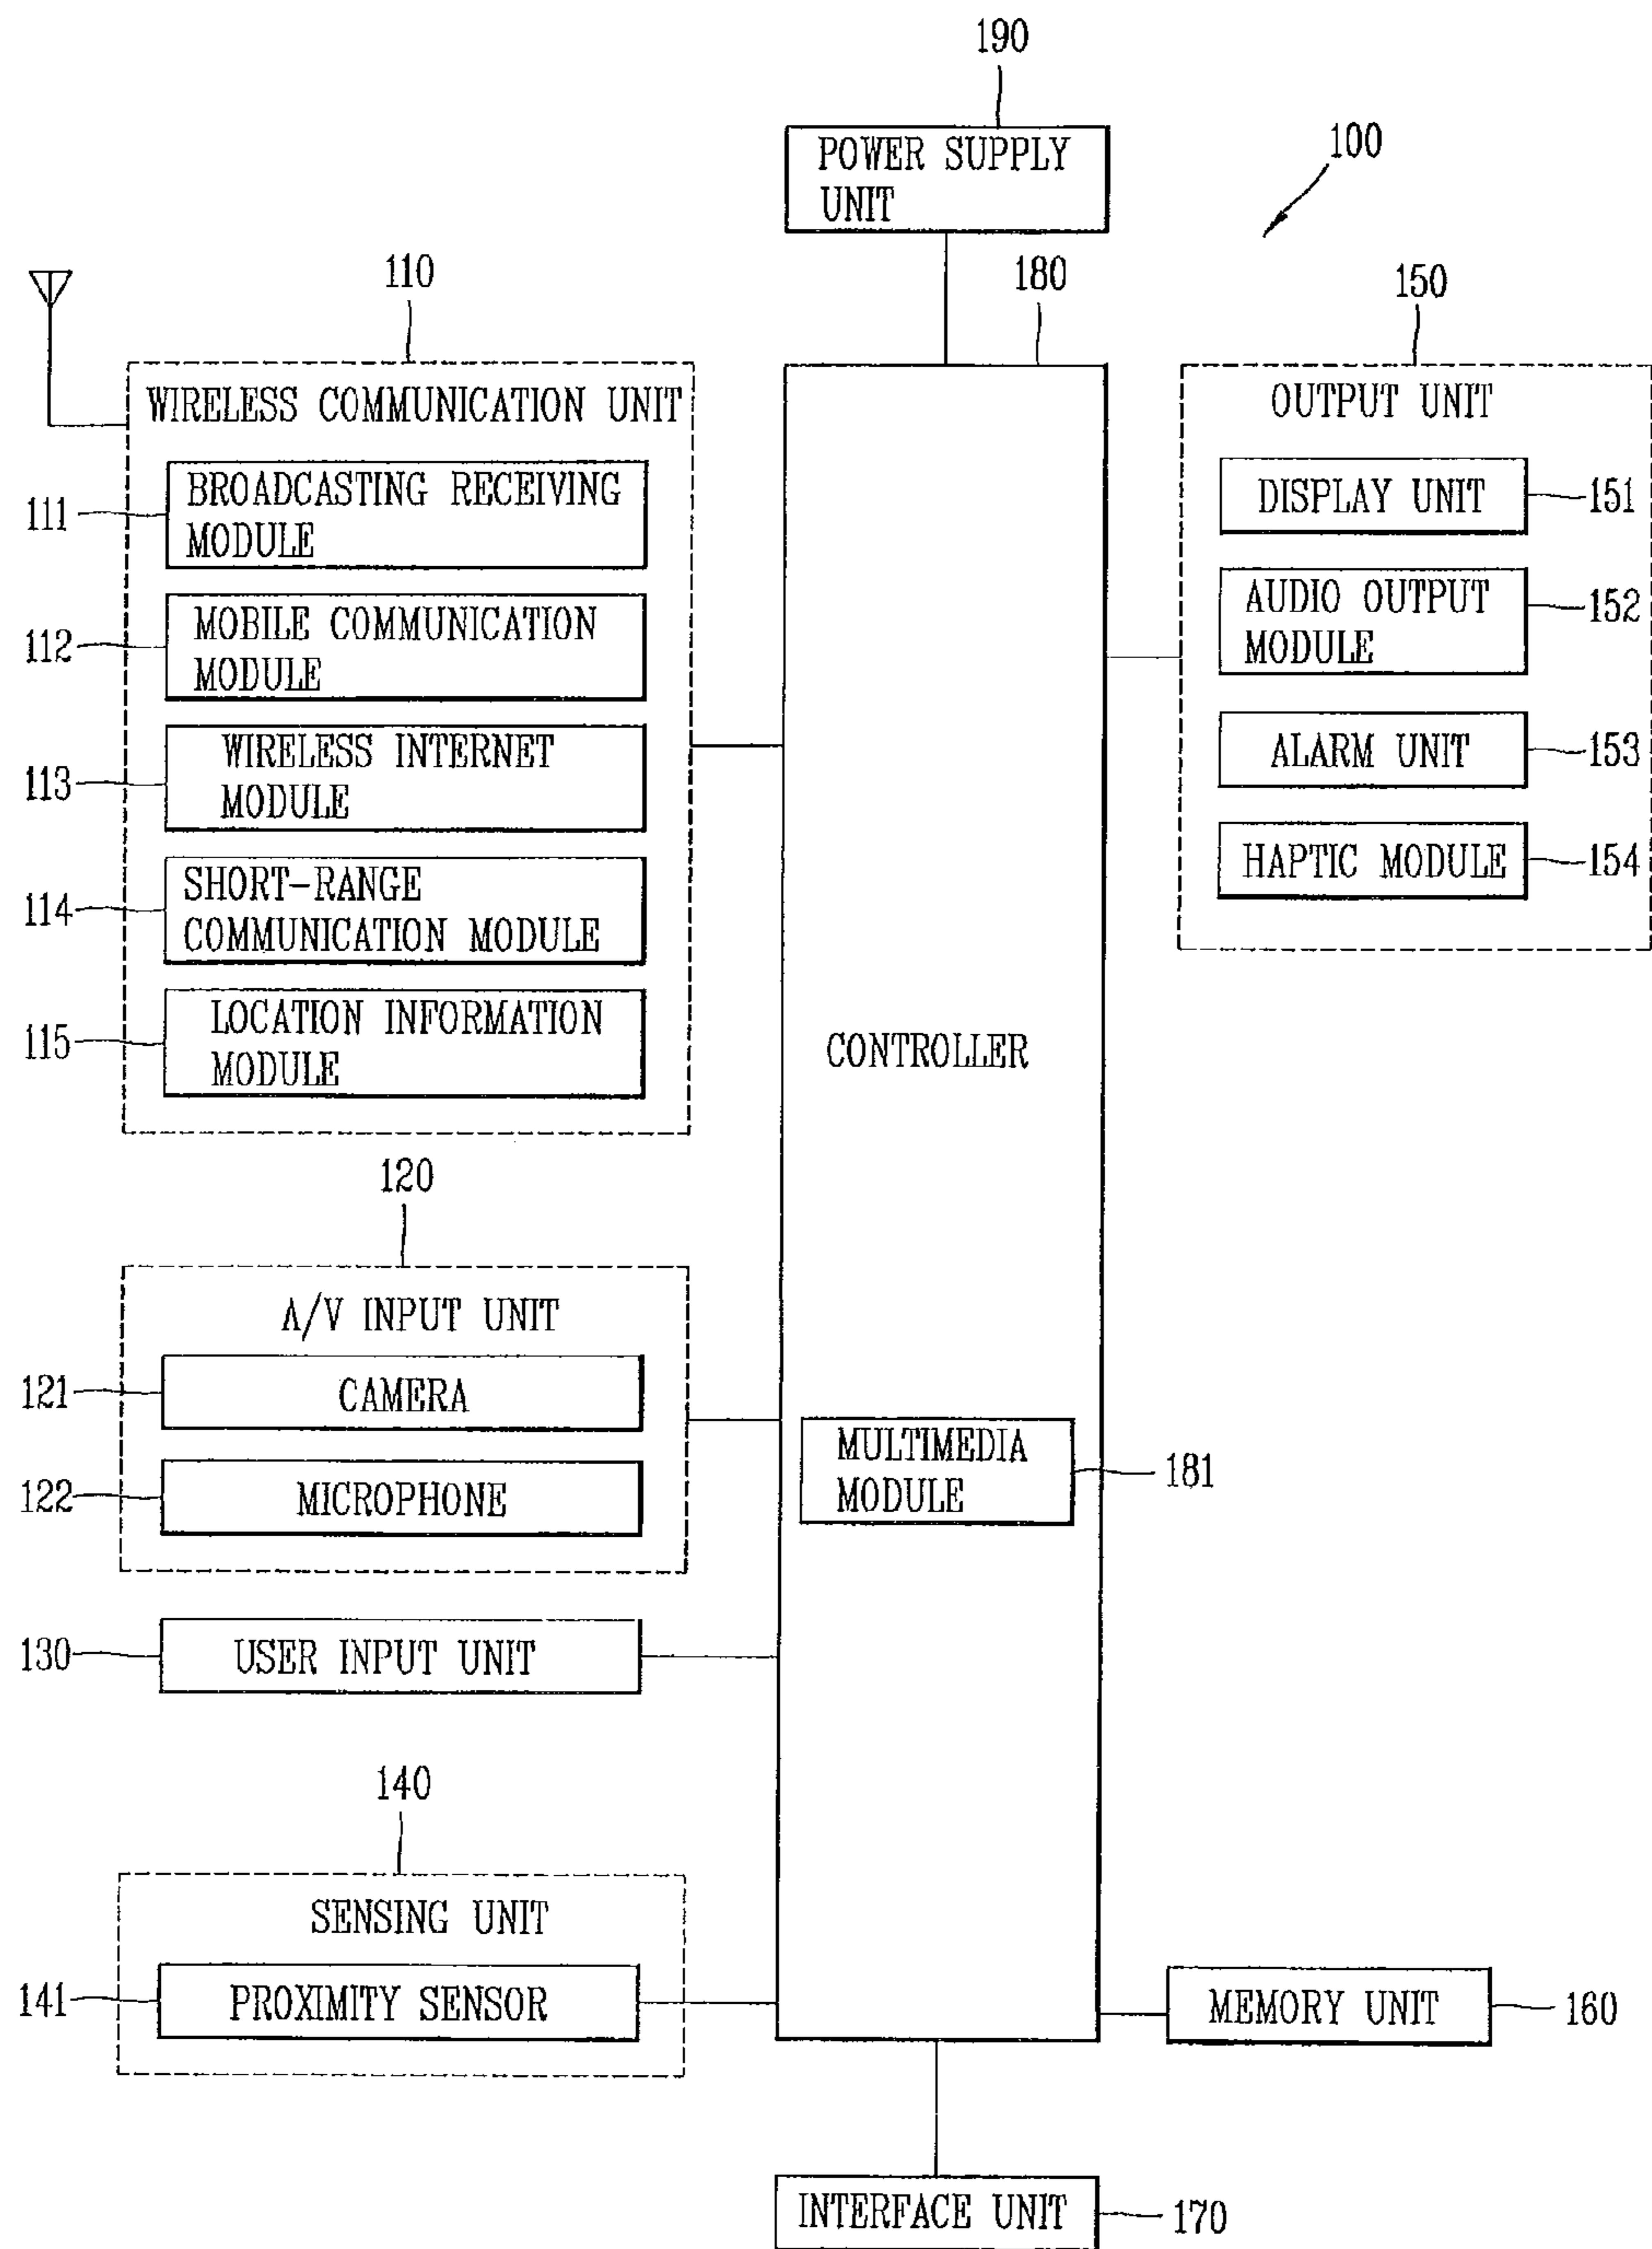 190
POWER SUPPLY
UNIT
100
110
180
150
WIRELESS COMMUNICATION UNIT
111
BROADCASTING RECEIVING
MODULE
112
MOBILE COMMUNICATION
MODULE
113
WIRELESS INTERNET
MODULE
114
SHORT-RANGE
COMMUNICATION MODULE
115
LOCATION INFORMATION
MODULE
OUTPUT UNIT
DISPLAY UNIT
151
AUDIO OUTPUT
MODULE
152
ALARM UNIT
153
HAPTIC MODULE
154
CONTROLLER
120
A/V INPUT UNIT
121
CAMERA
122
MICROPHONE
MULTIMEDIA
MODULE
181
130
USER INPUT UNIT
140
SENSING UNIT
141
PROXIMITY SENSOR
MEMORY UNIT
160
INTERFACE UNIT
170